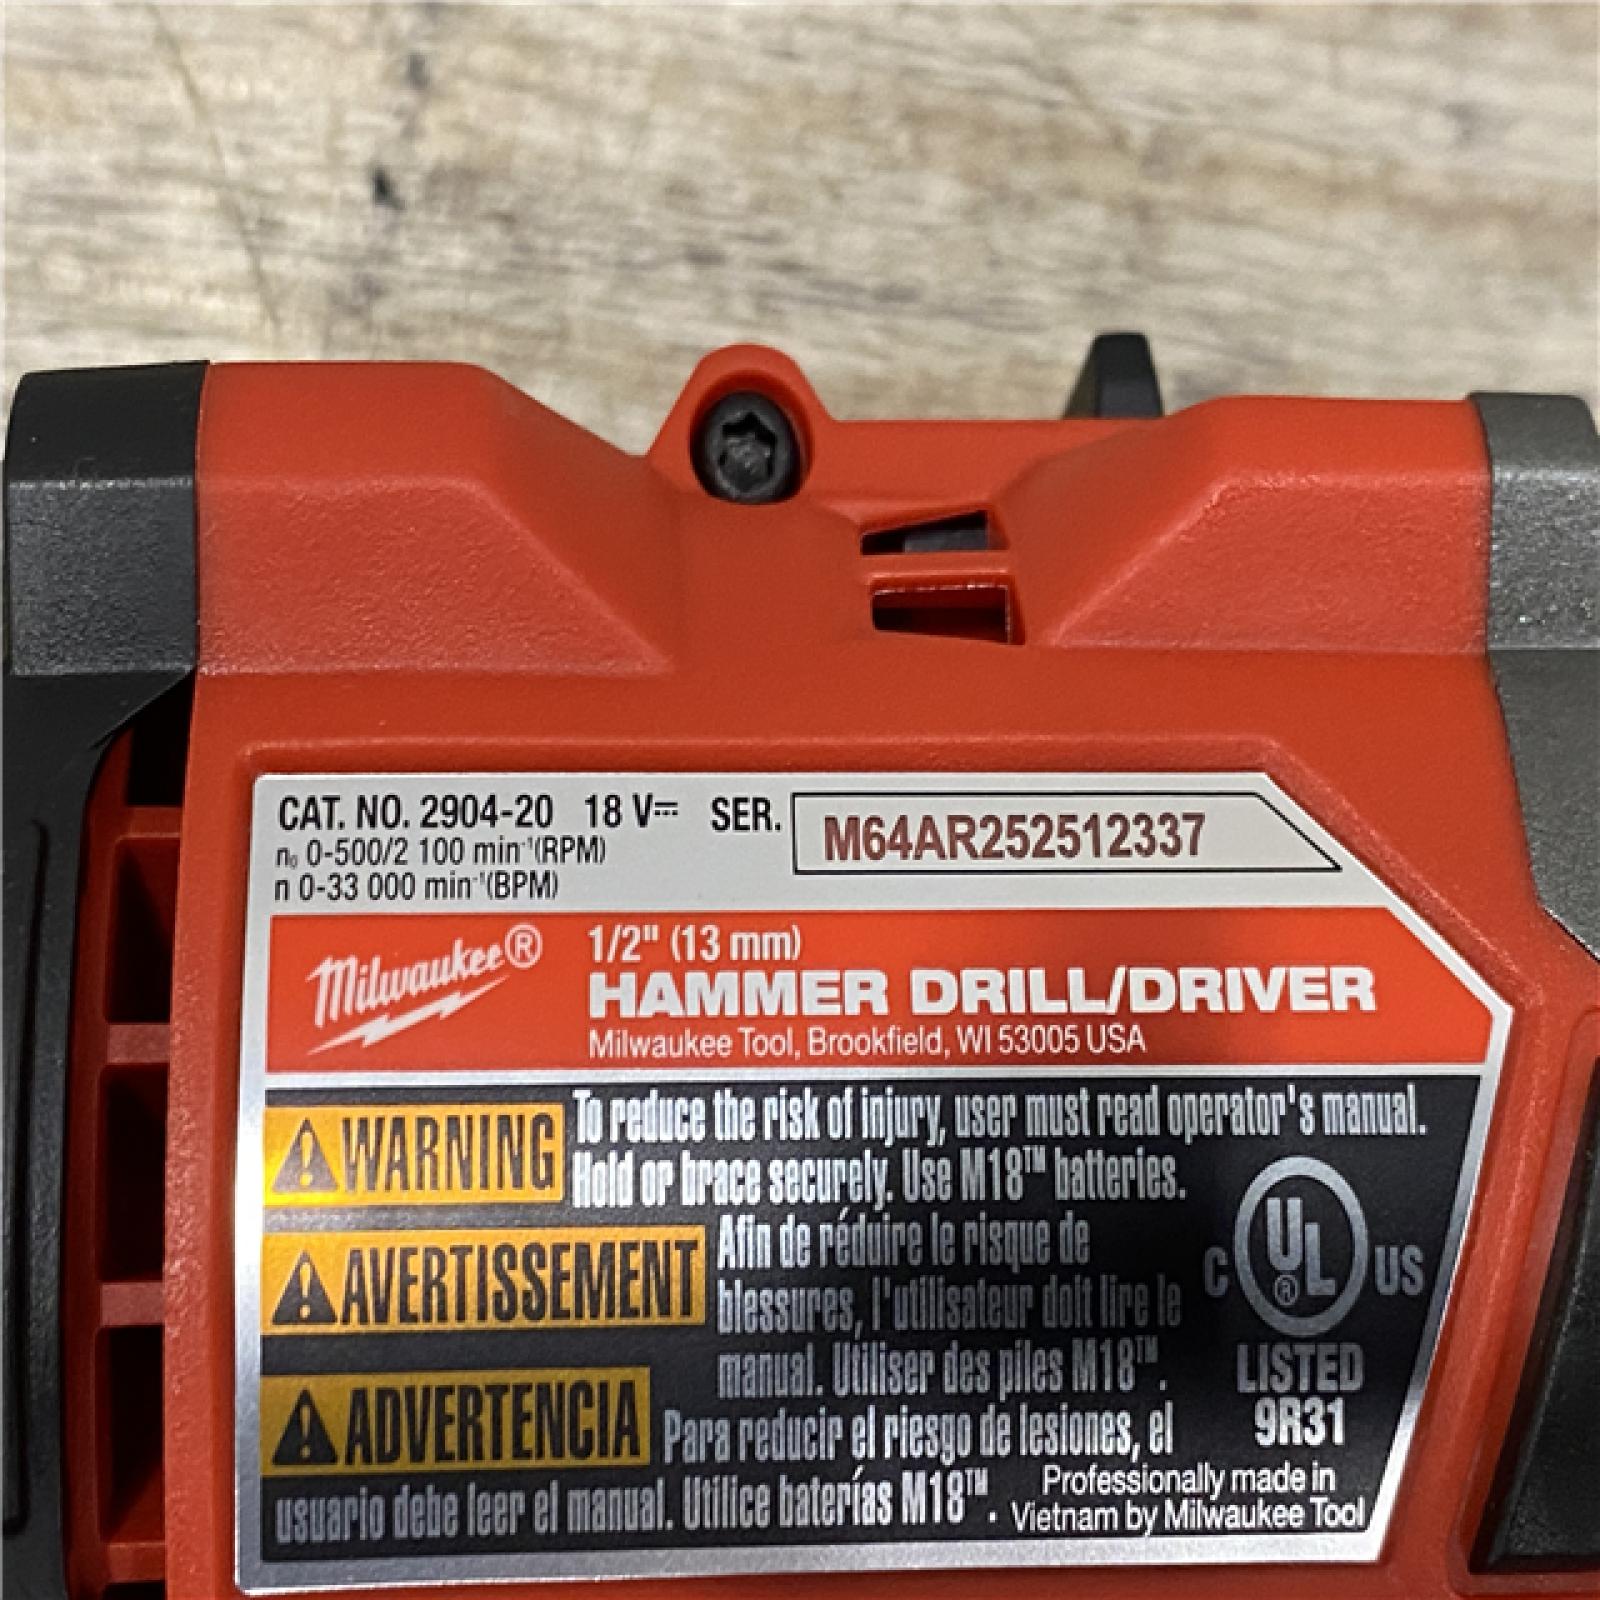 CAT. NO. 2904-20 18 V⎓ SER. M64AR252512337
n₀ 0-500/2 100 min⁻¹(RPM)
n 0-33 000 min⁻¹(BPM)
Milwaukee®
1/2" (13 mm)
HAMMER DRILL/DRIVER
Milwaukee Tool, Brookfield, WI 53005 USA
WARNING To reduce the risk of injury, user must read operator's manual.
Hold or brace securely. Use M18™ batteries.
AVERTISSEMENT Afin de réduire le risque de
blessures, l'utilisateur doit lire le
manual. Utiliser des piles M18™.
ADVERTENCIA Para reducir el riesgo de lesiones, el
usuario debe leer el manual. Utilice baterías M18™.
C UL® US
LISTED
9R31
Professionally made in
Vietnam by Milwaukee Tool